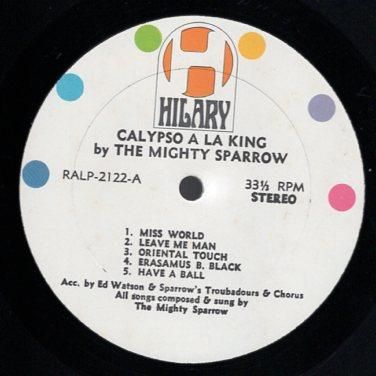 HILARY
CALYPSO A LA KING
by THE MIGHTY SPARROW
RALP-2122-A
33⅓ RPM
STEREO
1. MISS WORLD
2. LEAVE ME MAN
3. ORIENTAL TOUCH
4. ERASAMUS B. BLACK
5. HAVE A BALL
Acc. by Ed Watson & Sparrow's Troubadours & Chorus
All songs composed & sung by
The Mighty Sparrow